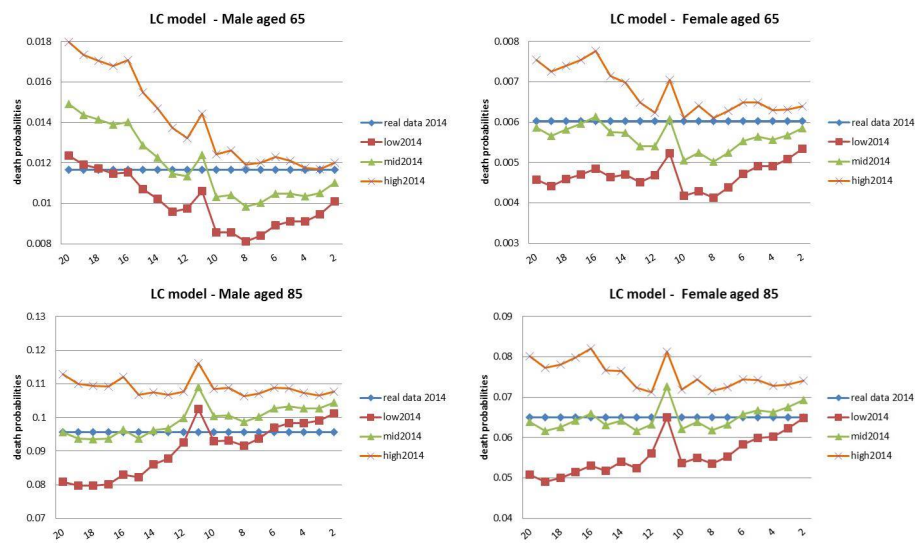 LC model - Male aged 65
0.018
0.016
0.014
0.012
0.01
0.008
death probabilities
20 18 16 14 12 10 8 6 4 2
real data 2014
low2014
mid2014
high2014
LC model - Female aged 65
0.008
0.007
0.006
0.005
0.004
0.003
death probabilities
20 18 16 14 12 10 8 6 4 2
real data 2014
low2014
mid2014
high2014
LC model - Male aged 85
0.13
0.12
0.11
0.1
0.09
0.08
0.07
death probabilities
20 18 16 14 12 10 8 6 4 2
real data 2014
low2014
mid2014
high2014
LC model - Female aged 85
0.09
0.08
0.07
0.06
0.05
0.04
death probabilities
20 18 16 14 12 10 8 6 4 2
real data 2014
low2014
mid2014
high2014